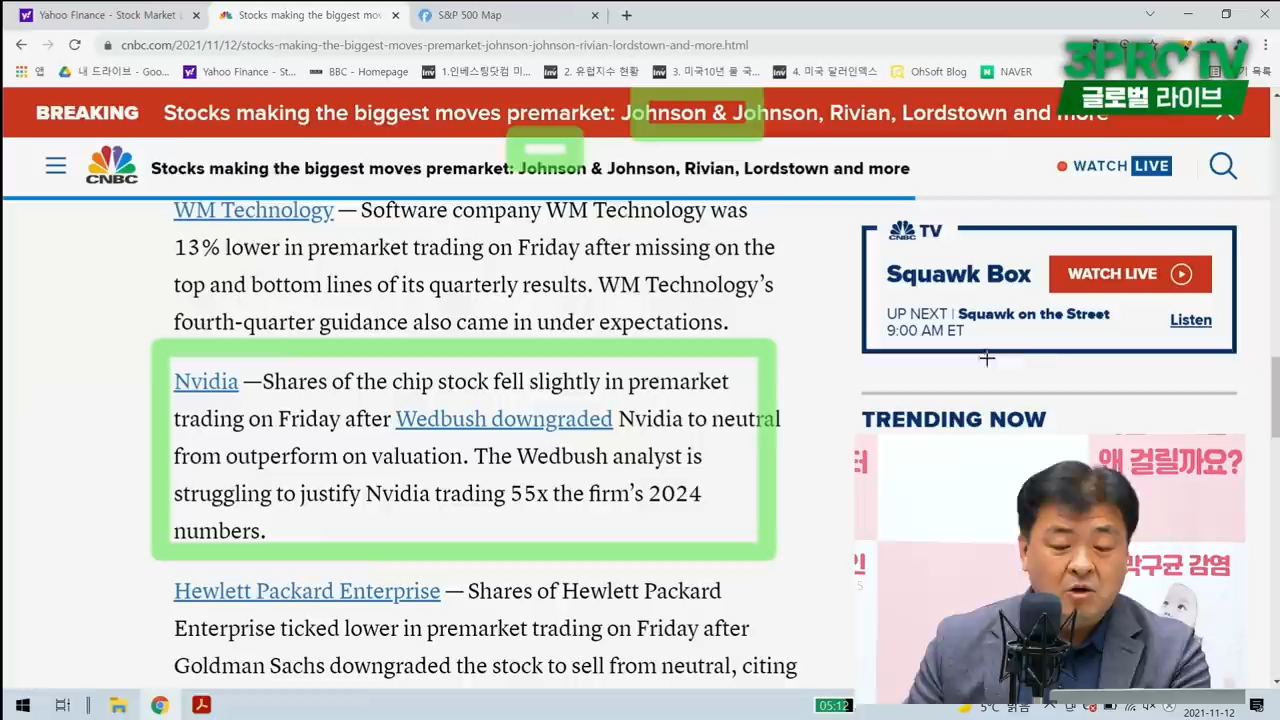 Yahoo Finance - Stock Market L
Stocks making the biggest mov
S&P 500 Map
cnbc.com/2021/11/12/stocks-making-the-biggest-moves-premarket-johnson-johnson-rivian-lordstown-and-more.html
앱
내 드라이브 - Goo...
Yahoo Finance - St...
BBC - Homepage
1.인베스팅닷컴 미...
2. 유럽지수 현황
3. 미국10년 물 국...
4. 미국 달러인덱스
OhSoft Blog
NAVER
목록
3PROTV
글로벌 라이브
BREAKING
Stocks making the biggest moves premarket: Johnson & Johnson, Rivian, Lordstown and more
CNBC
Stocks making the biggest moves premarket: Johnson & Johnson, Rivian, Lordstown and more
WATCH LIVE
WM Technology — Software company WM Technology was
13% lower in premarket trading on Friday after missing on the
top and bottom lines of its quarterly results. WM Technology’s
fourth-quarter guidance also came in under expectations.
Nvidia —Shares of the chip stock fell slightly in premarket
trading on Friday after Wedbush downgraded Nvidia to neutral
from outperform on valuation. The Wedbush analyst is
struggling to justify Nvidia trading 55x the firm’s 2024
numbers.
Hewlett Packard Enterprise — Shares of Hewlett Packard
Enterprise ticked lower in premarket trading on Friday after
Goldman Sachs downgraded the stock to sell from neutral, citing
CNBC TV
Squawk Box
WATCH LIVE
UP NEXT | Squawk on the Street
9:00 AM ET
Listen
TRENDING NOW
왜 걸릴까요?
박구균 감염
05:12
5°C 맑음
2021-11-12